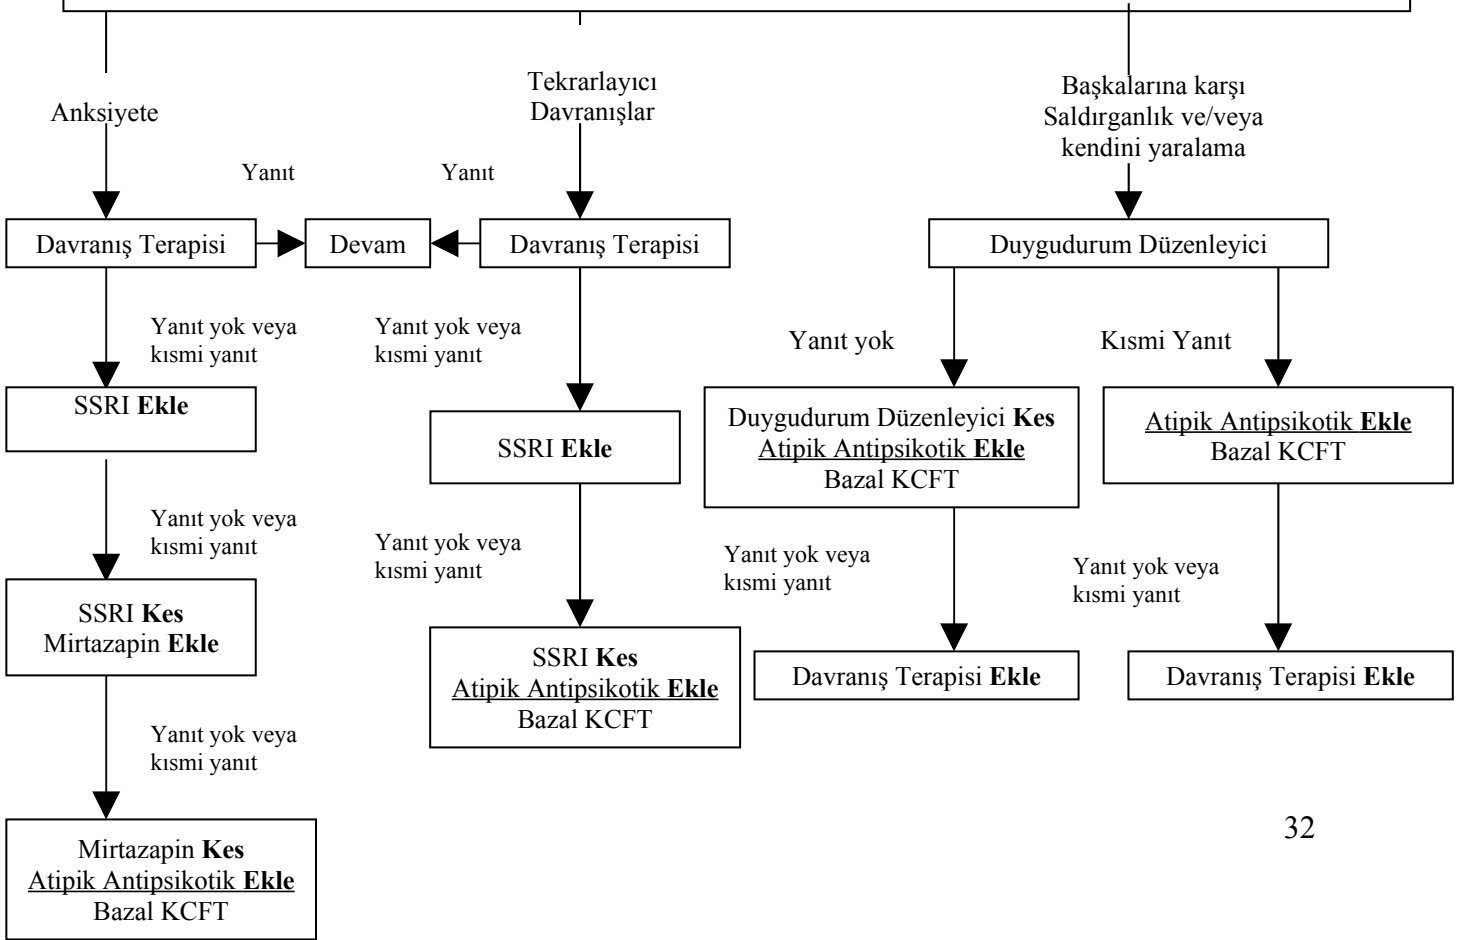 Anksiyete
Tekrarlayıcı
Davranışlar
Başkalarına karşı
Saldırganlık ve/veya
kendini yaralama
Yanıt
Yanıt
Davranış Terapisi
Devam
Davranış Terapisi
Duygudurum Düzenleyici
Yanıt yok veya
kısmi yanıt
Yanıt yok veya
kısmi yanıt
Yanıt yok
Kısmi Yanıt
SSRI Ekle
SSRI Ekle
Duygudurum Düzenleyici Kes
Atipik Antipsikotik Ekle
Bazal KCFT
Atipik Antipsikotik Ekle
Bazal KCFT
Yanıt yok veya
kısmi yanıt
Yanıt yok veya
kısmi yanıt
Yanıt yok veya
kısmi yanıt
Yanıt yok veya
kısmi yanıt
SSRI Kes
Mirtazapin Ekle
SSRI Kes
Atipik Antipsikotik Ekle
Bazal KCFT
Davranış Terapisi Ekle
Davranış Terapisi Ekle
Yanıt yok veya
kısmi yanıt
Mirtazapin Kes
Atipik Antipsikotik Ekle
Bazal KCFT
32